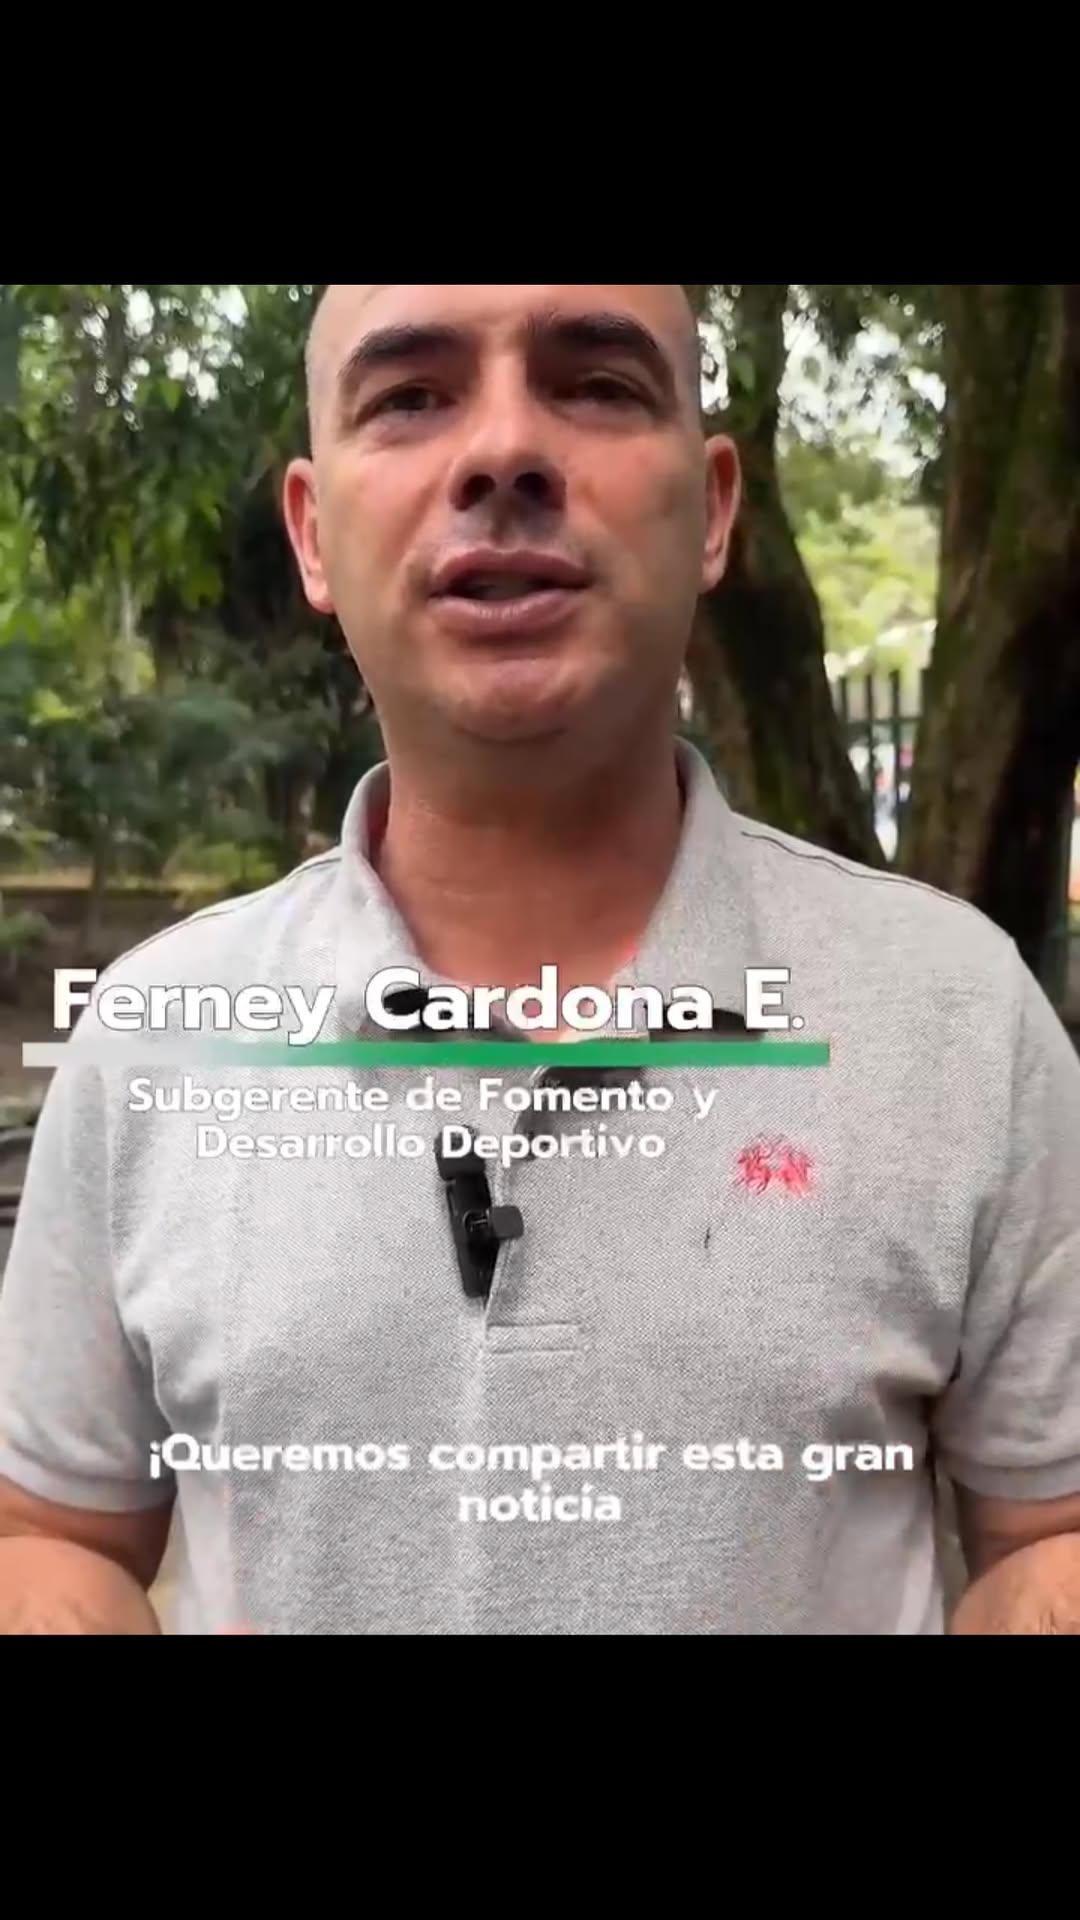 Ferney Cardona E.
Subgerente de Fomento y
Desarrollo Deportivo
¡Queremos compartir esta gran
noticia